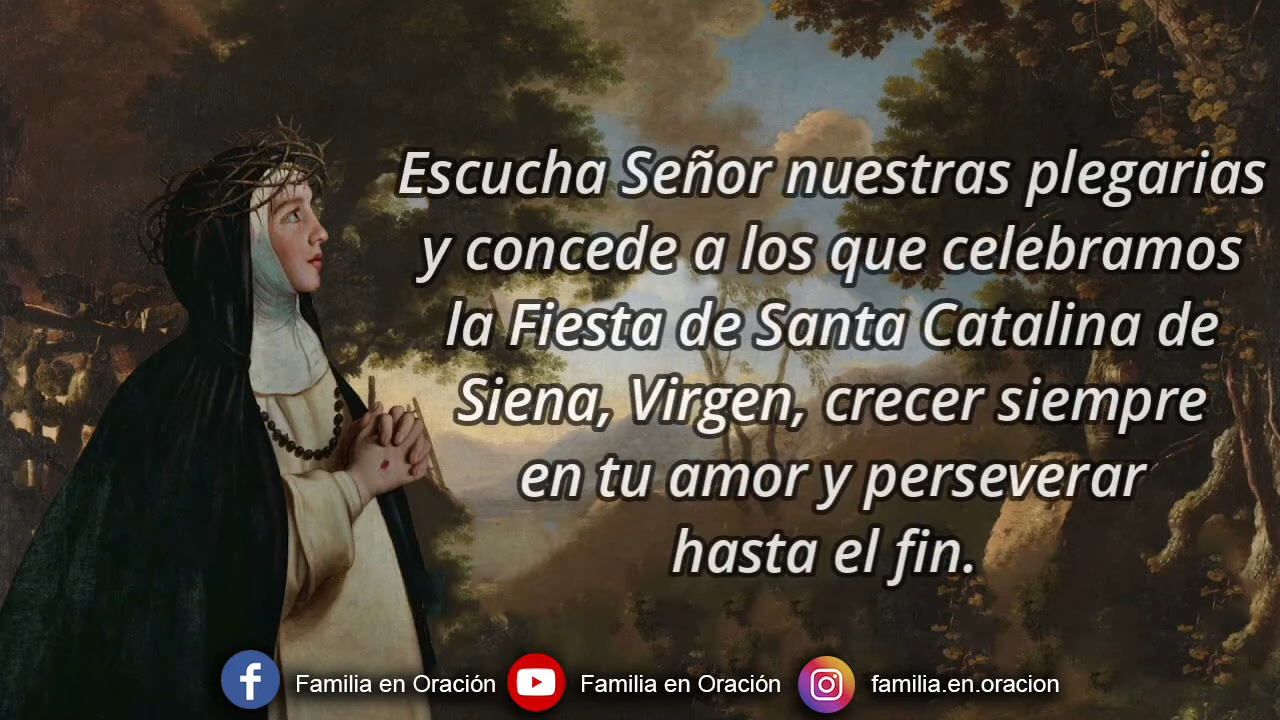 Escucha Señor nuestras plegarias
y concede a los que celebramos
la Fiesta de Santa Catalina de
Siena, Virgen, crecer siempre
en tu amor y perseverar
hasta el fin.
Familia en Oración Familia en Oración familia.en.oracion